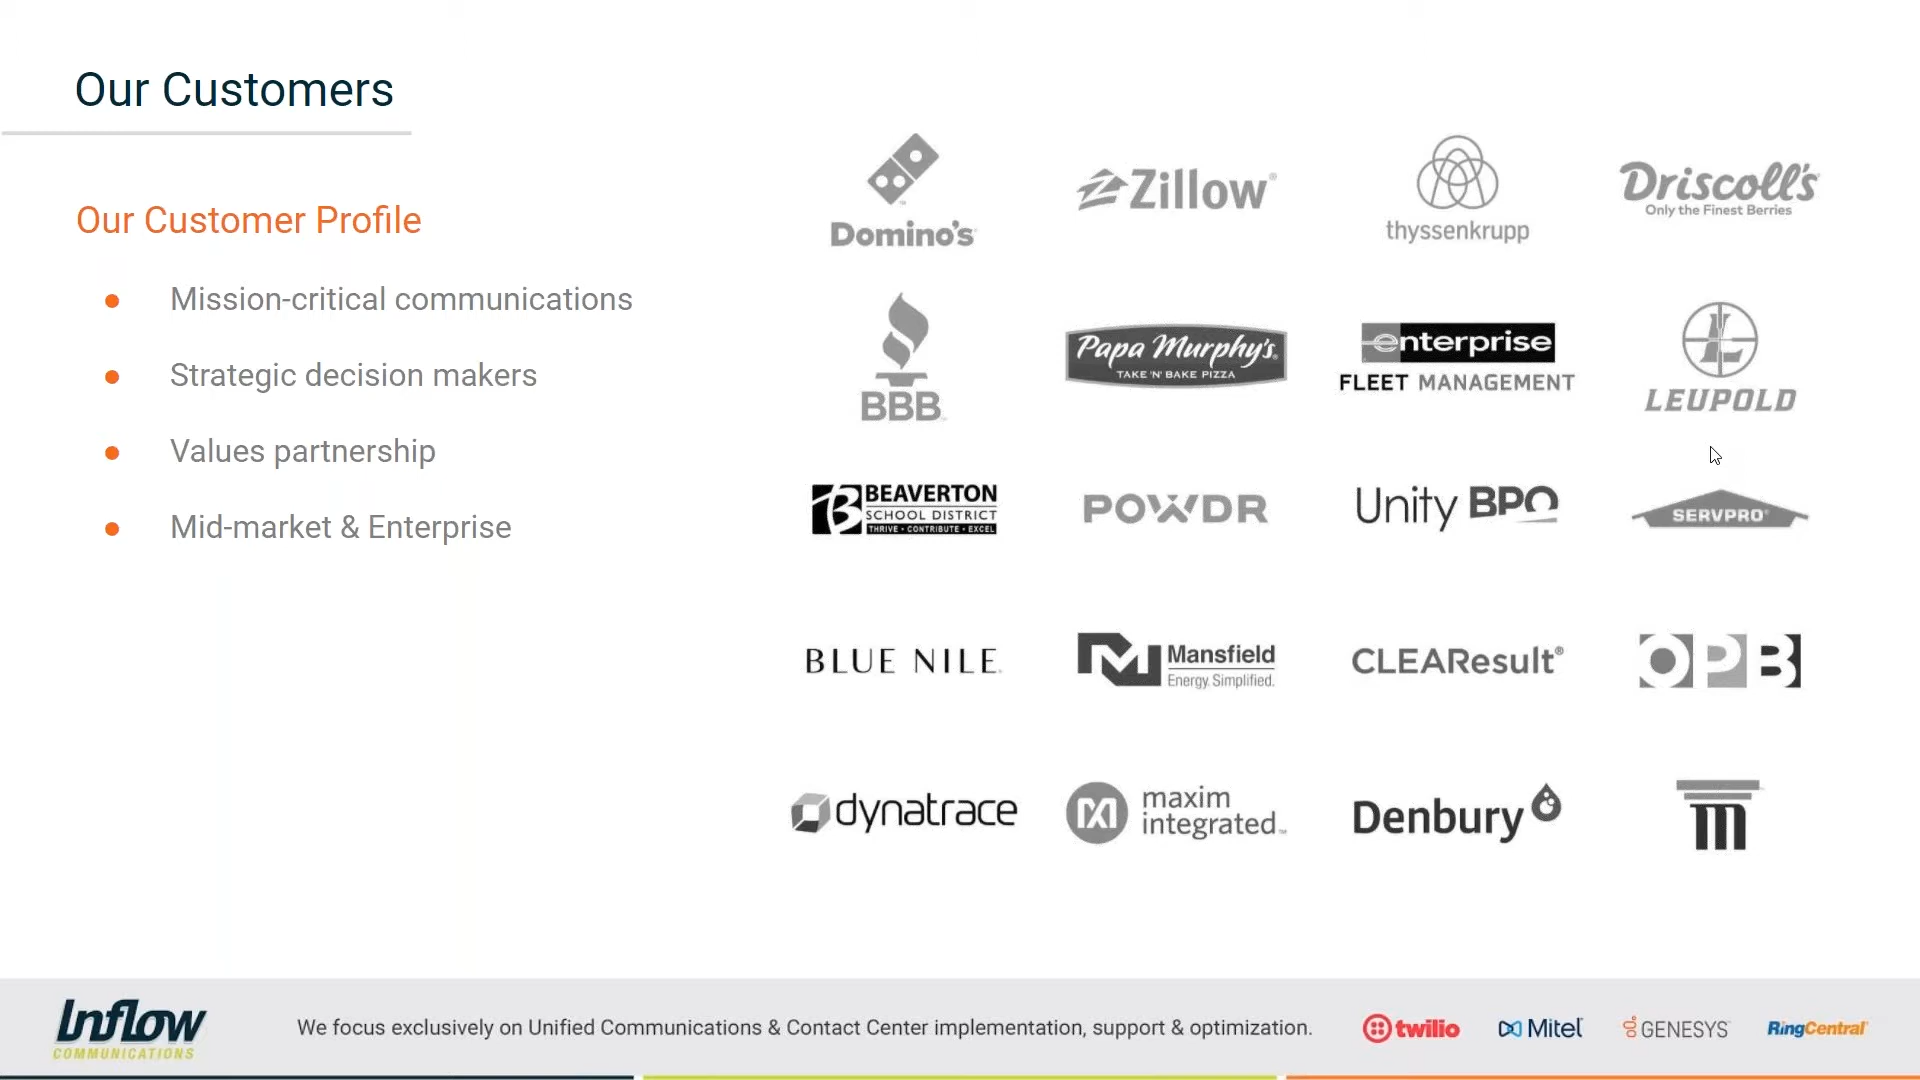 Our Customers
Our Customer Profile
Mission-critical communications
Strategic decision makers
Values partnership
Mid-market & Enterprise
Domino's
Zillow®
thyssenkrupp
Driscoll's
Only the Finest Berries
BBB
Papa Murphy's
TAKE 'N' BAKE PIZZA
enterprise
FLEET MANAGEMENT
LEUPOLD
BEAVERTON
SCHOOL DISTRICT
THRIVE • CONTRIBUTE • EXCEL
POWDR
Unity BPO
SERVPRO®
BLUE NILE
Mansfield
Energy. Simplified.
CLEAResult®
OPB
dynatrace
maxim
integrated™
Denbury
m
Inflow
COMMUNICATIONS
We focus exclusively on Unified Communications & Contact Center implementation, support & optimization.
twilio
Mitel
GENESYS
RingCentral